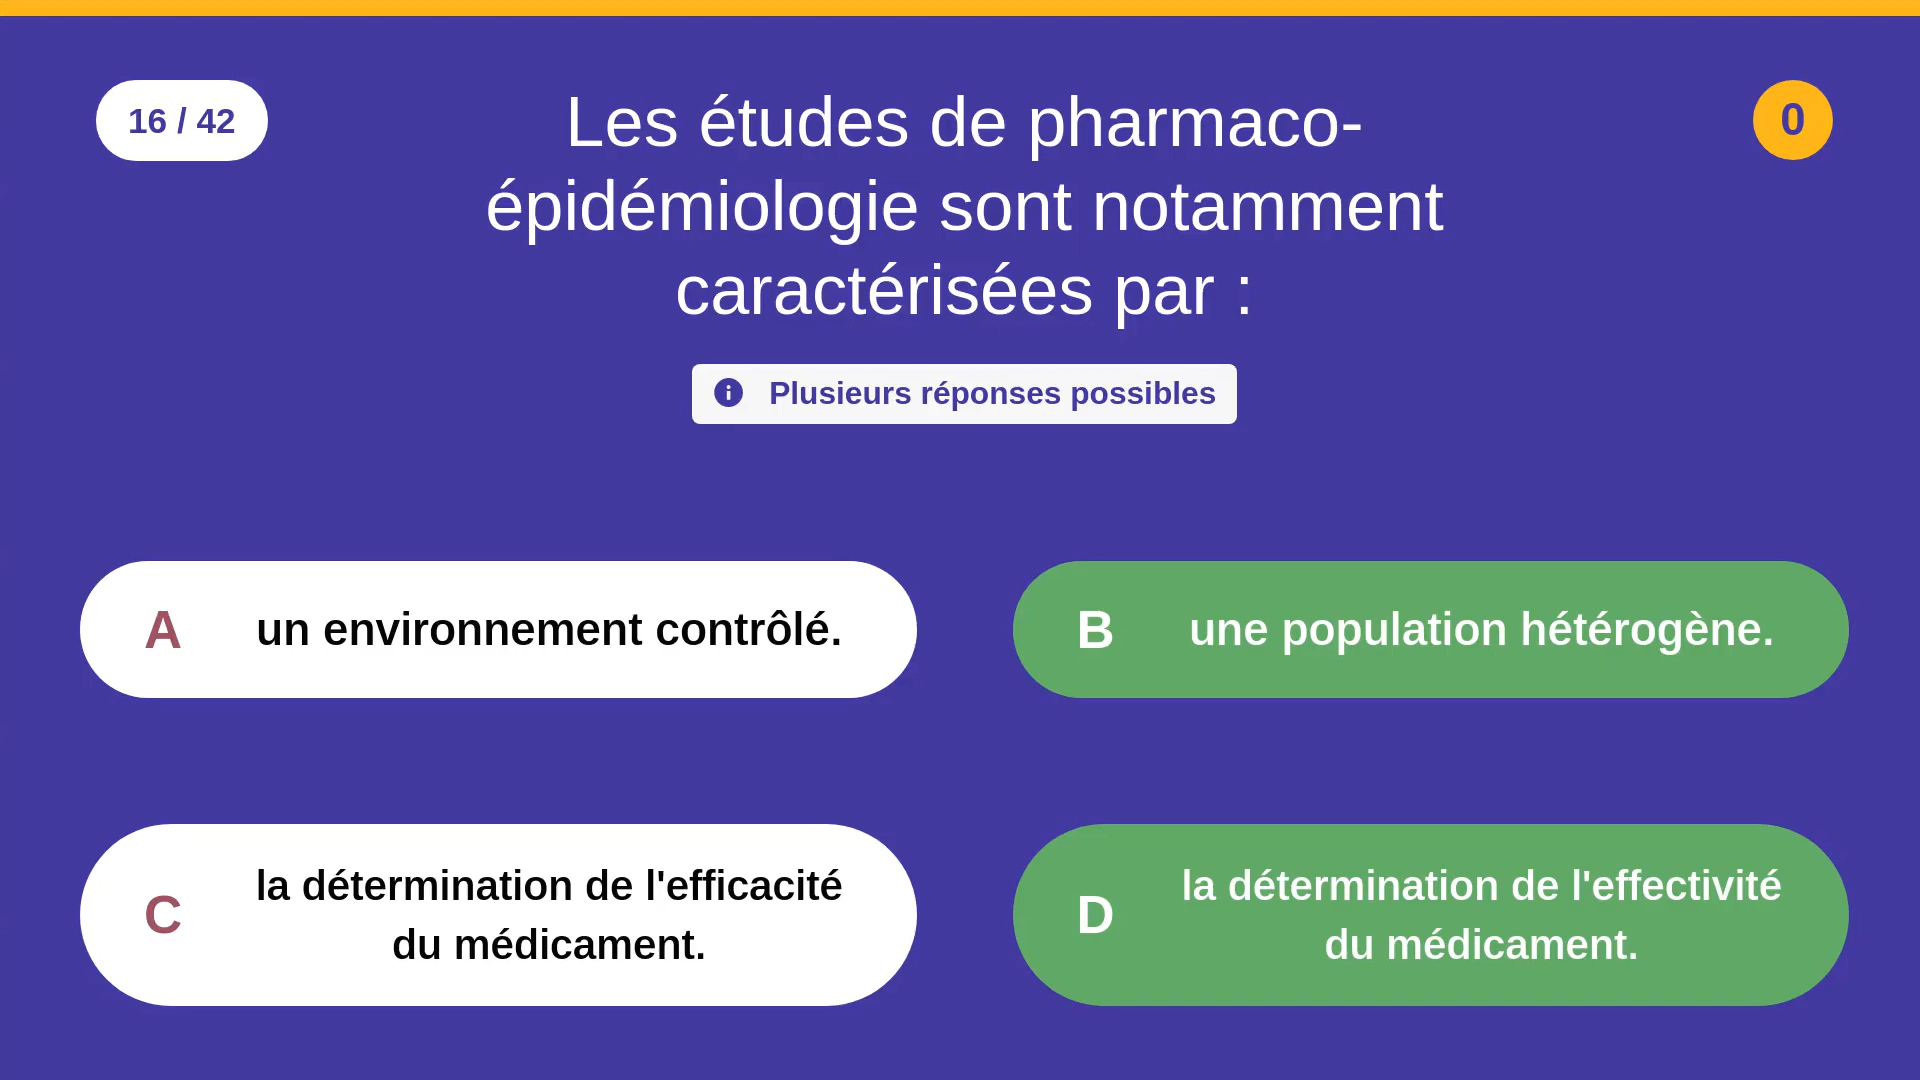 16 / 42
Les études de pharmaco-
épidémiologie sont notamment
caractérisées par :
0
Plusieurs réponses possibles
A
un environnement contrôlé.
B
une population hétérogène.
C
la détermination de l'efficacité
du médicament.
D
la détermination de l'effectivité
du médicament.